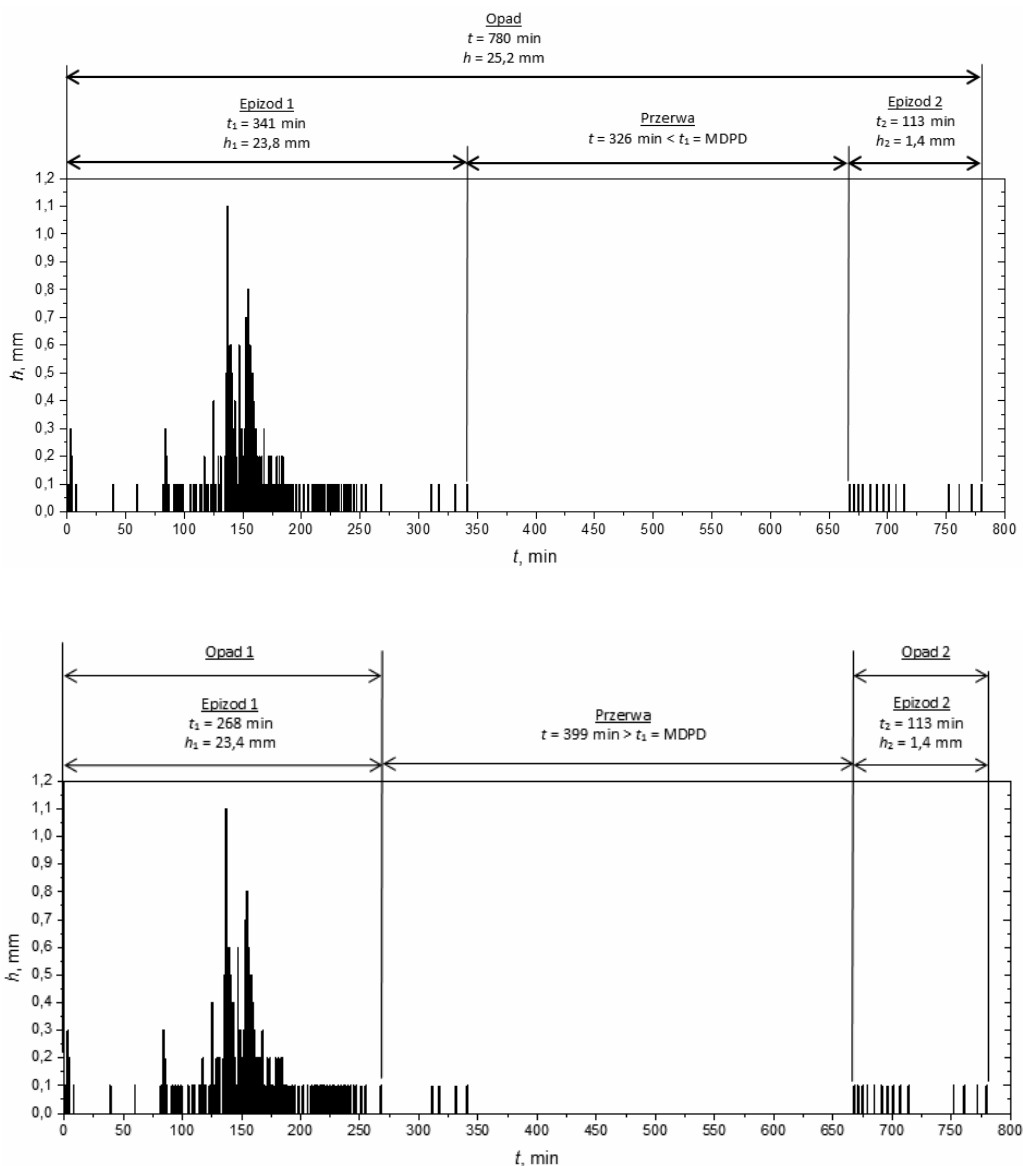 Opad
t = 780 min
h = 25,2 mm
Epizod 1
t₁ = 341 min
h₁ = 23,8 mm
Przerwa
t = 326 min < t₁ = MDPD
Epizod 2
t₂ = 113 min
h₂ = 1,4 mm
1,2
1,1
1,0
0,9
0,8
0,7
0,6
0,5
0,4
0,3
0,2
0,1
0,0
h, mm
0 50 100 150 200 250 300 350 400 450 500 550 600 650 700 750 800
t, min
Opad 1
Opad 2
Epizod 1
t₁ = 268 min
h₁ = 23,4 mm
Przerwa
t = 399 min > t₁ = MDPD
Epizod 2
t₂ = 113 min
h₂ = 1,4 mm
1,2
1,1
1,0
0,9
0,8
0,7
0,6
0,5
0,4
0,3
0,2
0,1
0,0
h, mm
0 50 100 150 200 250 300 350 400 450 500 550 600 650 700 750 800
t, min